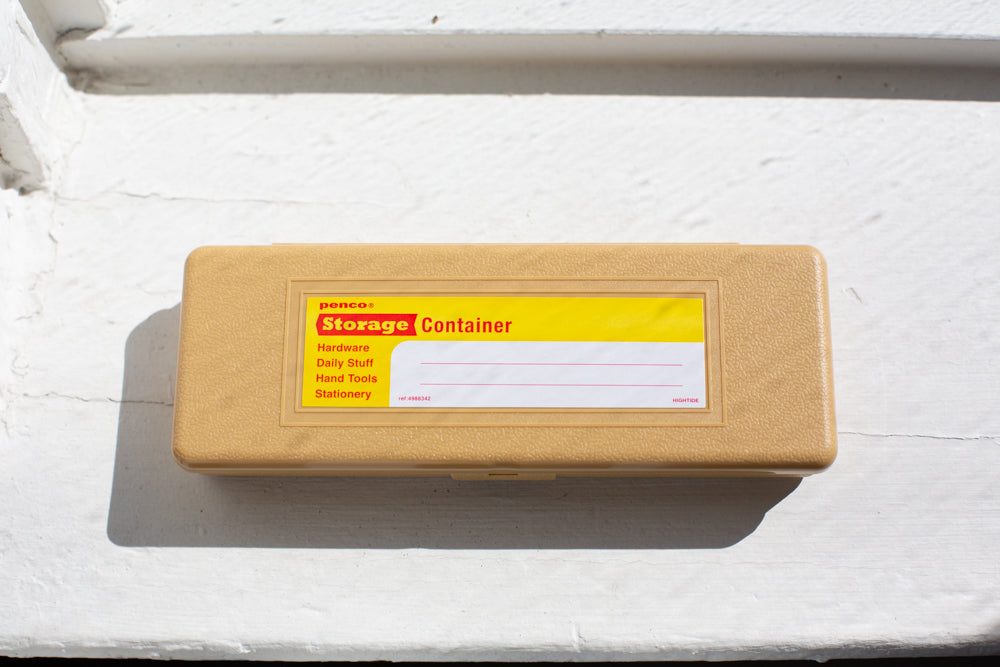 penco®
Storage Container
Hardware
Daily Stuff
Hand Tools
Stationery
ref:4988342
HIGHTIDE